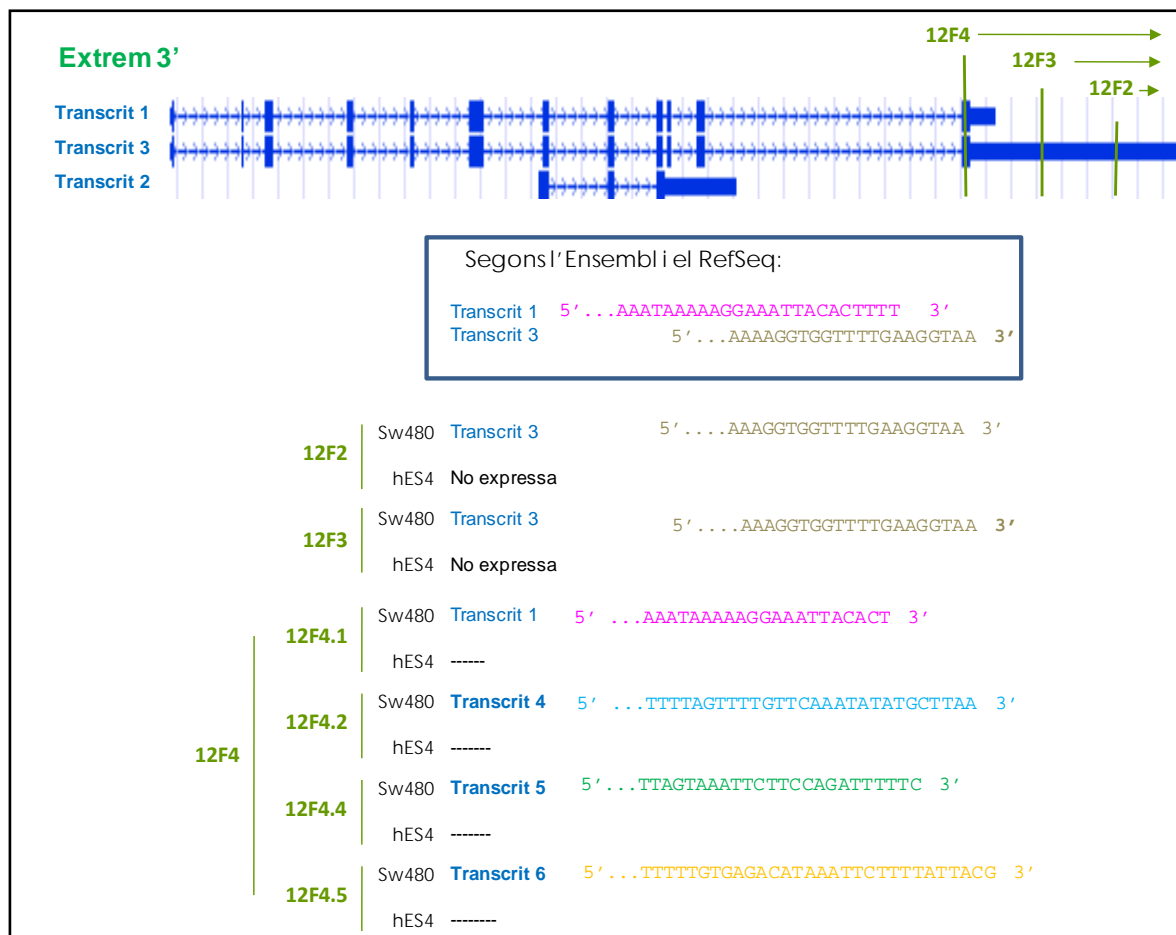 Extrem 3’
12F4
12F3
12F2
Transcrit 1
Transcrit 3
Transcrit 2
Segons l’Ensembl i el RefSeq:
Transcrit 1 5’...AAATAAAAAGGAAATTACACTTTT 3’
Transcrit 3 5’...AAAAGGTGGTTTTGAAGGTAA 3’
12F2
Sw480 Transcrit 3 5’....AAAGGTGGTTTTGAAGGTAA 3’
hES4 No expressa
12F3
Sw480 Transcrit 3 5’....AAAGGTGGTTTTGAAGGTAA 3’
hES4 No expressa
12F4
12F4.1
Sw480 Transcrit 1 5’ ...AAATAAAAAGGAAATTACACT 3’
hES4 ------
12F4.2
Sw480 Transcrit 4 5’ ...TTTTAGTTTTGTTCAAATATATGCTTAA 3’
hES4 -------
12F4.4
Sw480 Transcrit 5 5’...TTAGTAAATTCTTCCAGATTTTTC 3’
hES4 -------
12F4.5
Sw480 Transcrit 6 5’...TTTTTGTGAGACATAAATTCTTTTATTACG 3’
hES4 --------